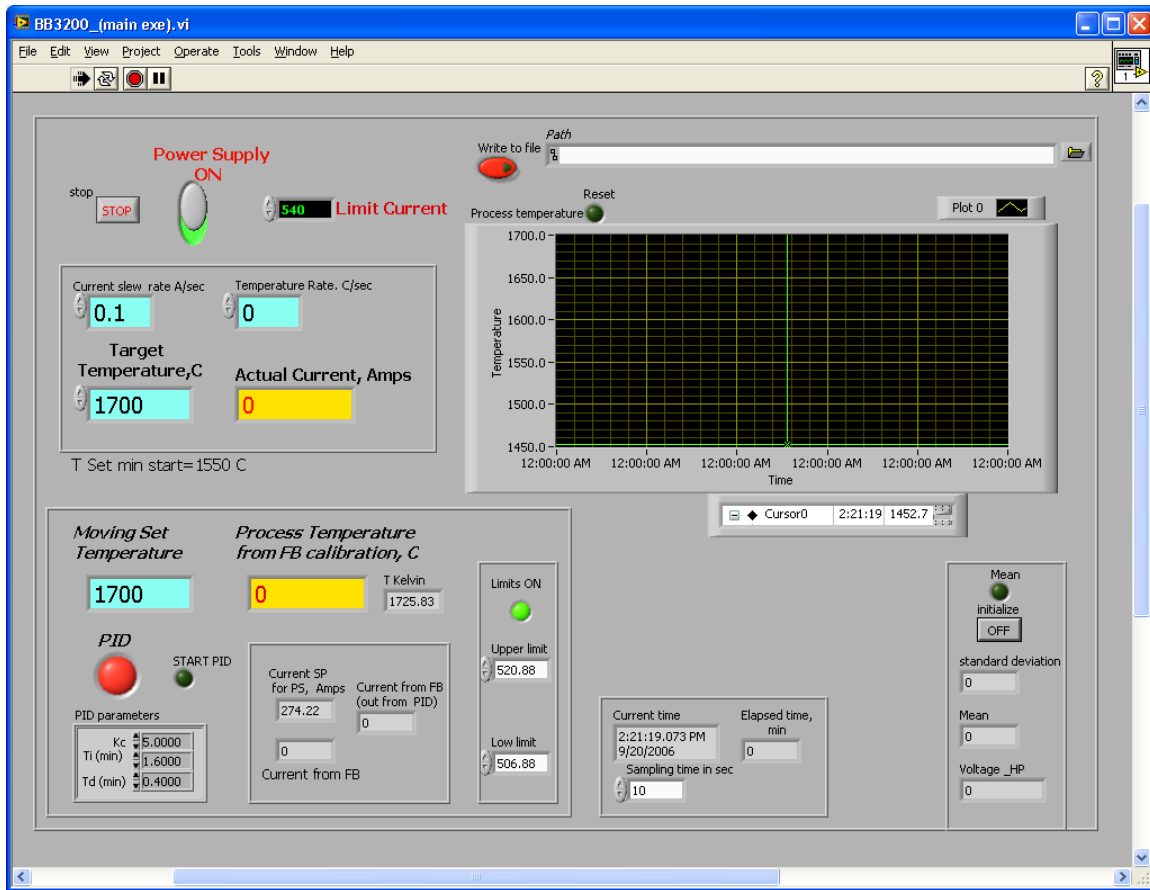 BB3200_(main exe).vi
File Edit View Project Operate Tools Window Help
1
Power Supply
ON
stop
STOP
540 Limit Current
Path
Write to file
Reset
Process temperature
Plot 0
Current slew rate A/sec
0.1
Temperature Rate. C/sec
0
Target
Temperature,C
1700
Actual Current, Amps
0
T Set min start=1550 C
Temperature
1700.0
1650.0
1600.0
1550.0
1500.0
1450.0
12:00:00 AM 12:00:00 AM 12:00:00 AM 12:00:00 AM 12:00:00 AM 12:00:00 AM
Time
Cursor0 2:21:19 1452.7
Moving Set
Temperature
1700
Process Temperature
from FB calibration, C
0
T Kelvin
1725.83
PID
START PID
PID parameters
Kc 5.0000
Ti (min) 1.6000
Td (min) 0.4000
Current SP
for PS, Amps
274.22
Current from FB
(out from PID)
0
0
Current from FB
Limits ON
Upper limit
520.88
Low limit
506.88
Current time
2:21:19.073 PM
9/20/2006
Elapsed time,
min
0
Sampling time in sec
10
Mean
initialize
OFF
standard deviation
0
Mean
0
Voltage _HP
0